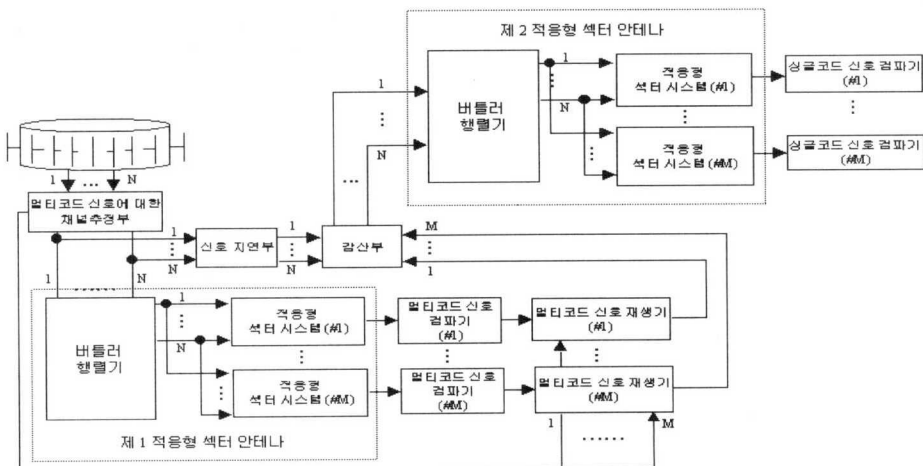 제 2 적응형 섹터 안테나
버틀러
행렬기
1
N
적응형
섹터 시스템 (#1)
적응형
섹터 시스템 (#M)
싱글코드 신호 검파기
(#1)
싱글코드 신호 검파기
(#M)
1
N
1 ... N
멀티코드 신호에 대한
채널추정부
1
N
신호 지연부
1
N
감산부
M
1
1
N
제 1 적응형 섹터 안테나
버틀러
행렬기
1
N
적응형
섹터 시스템 (#1)
적응형
섹터 시스템 (#M)
멀티코드 신호
검파기
(#1)
멀티코드 신호
검파기
(#M)
멀티코드 신호 재생기
(#1)
멀티코드 신호 재생기
(#M)
1
M